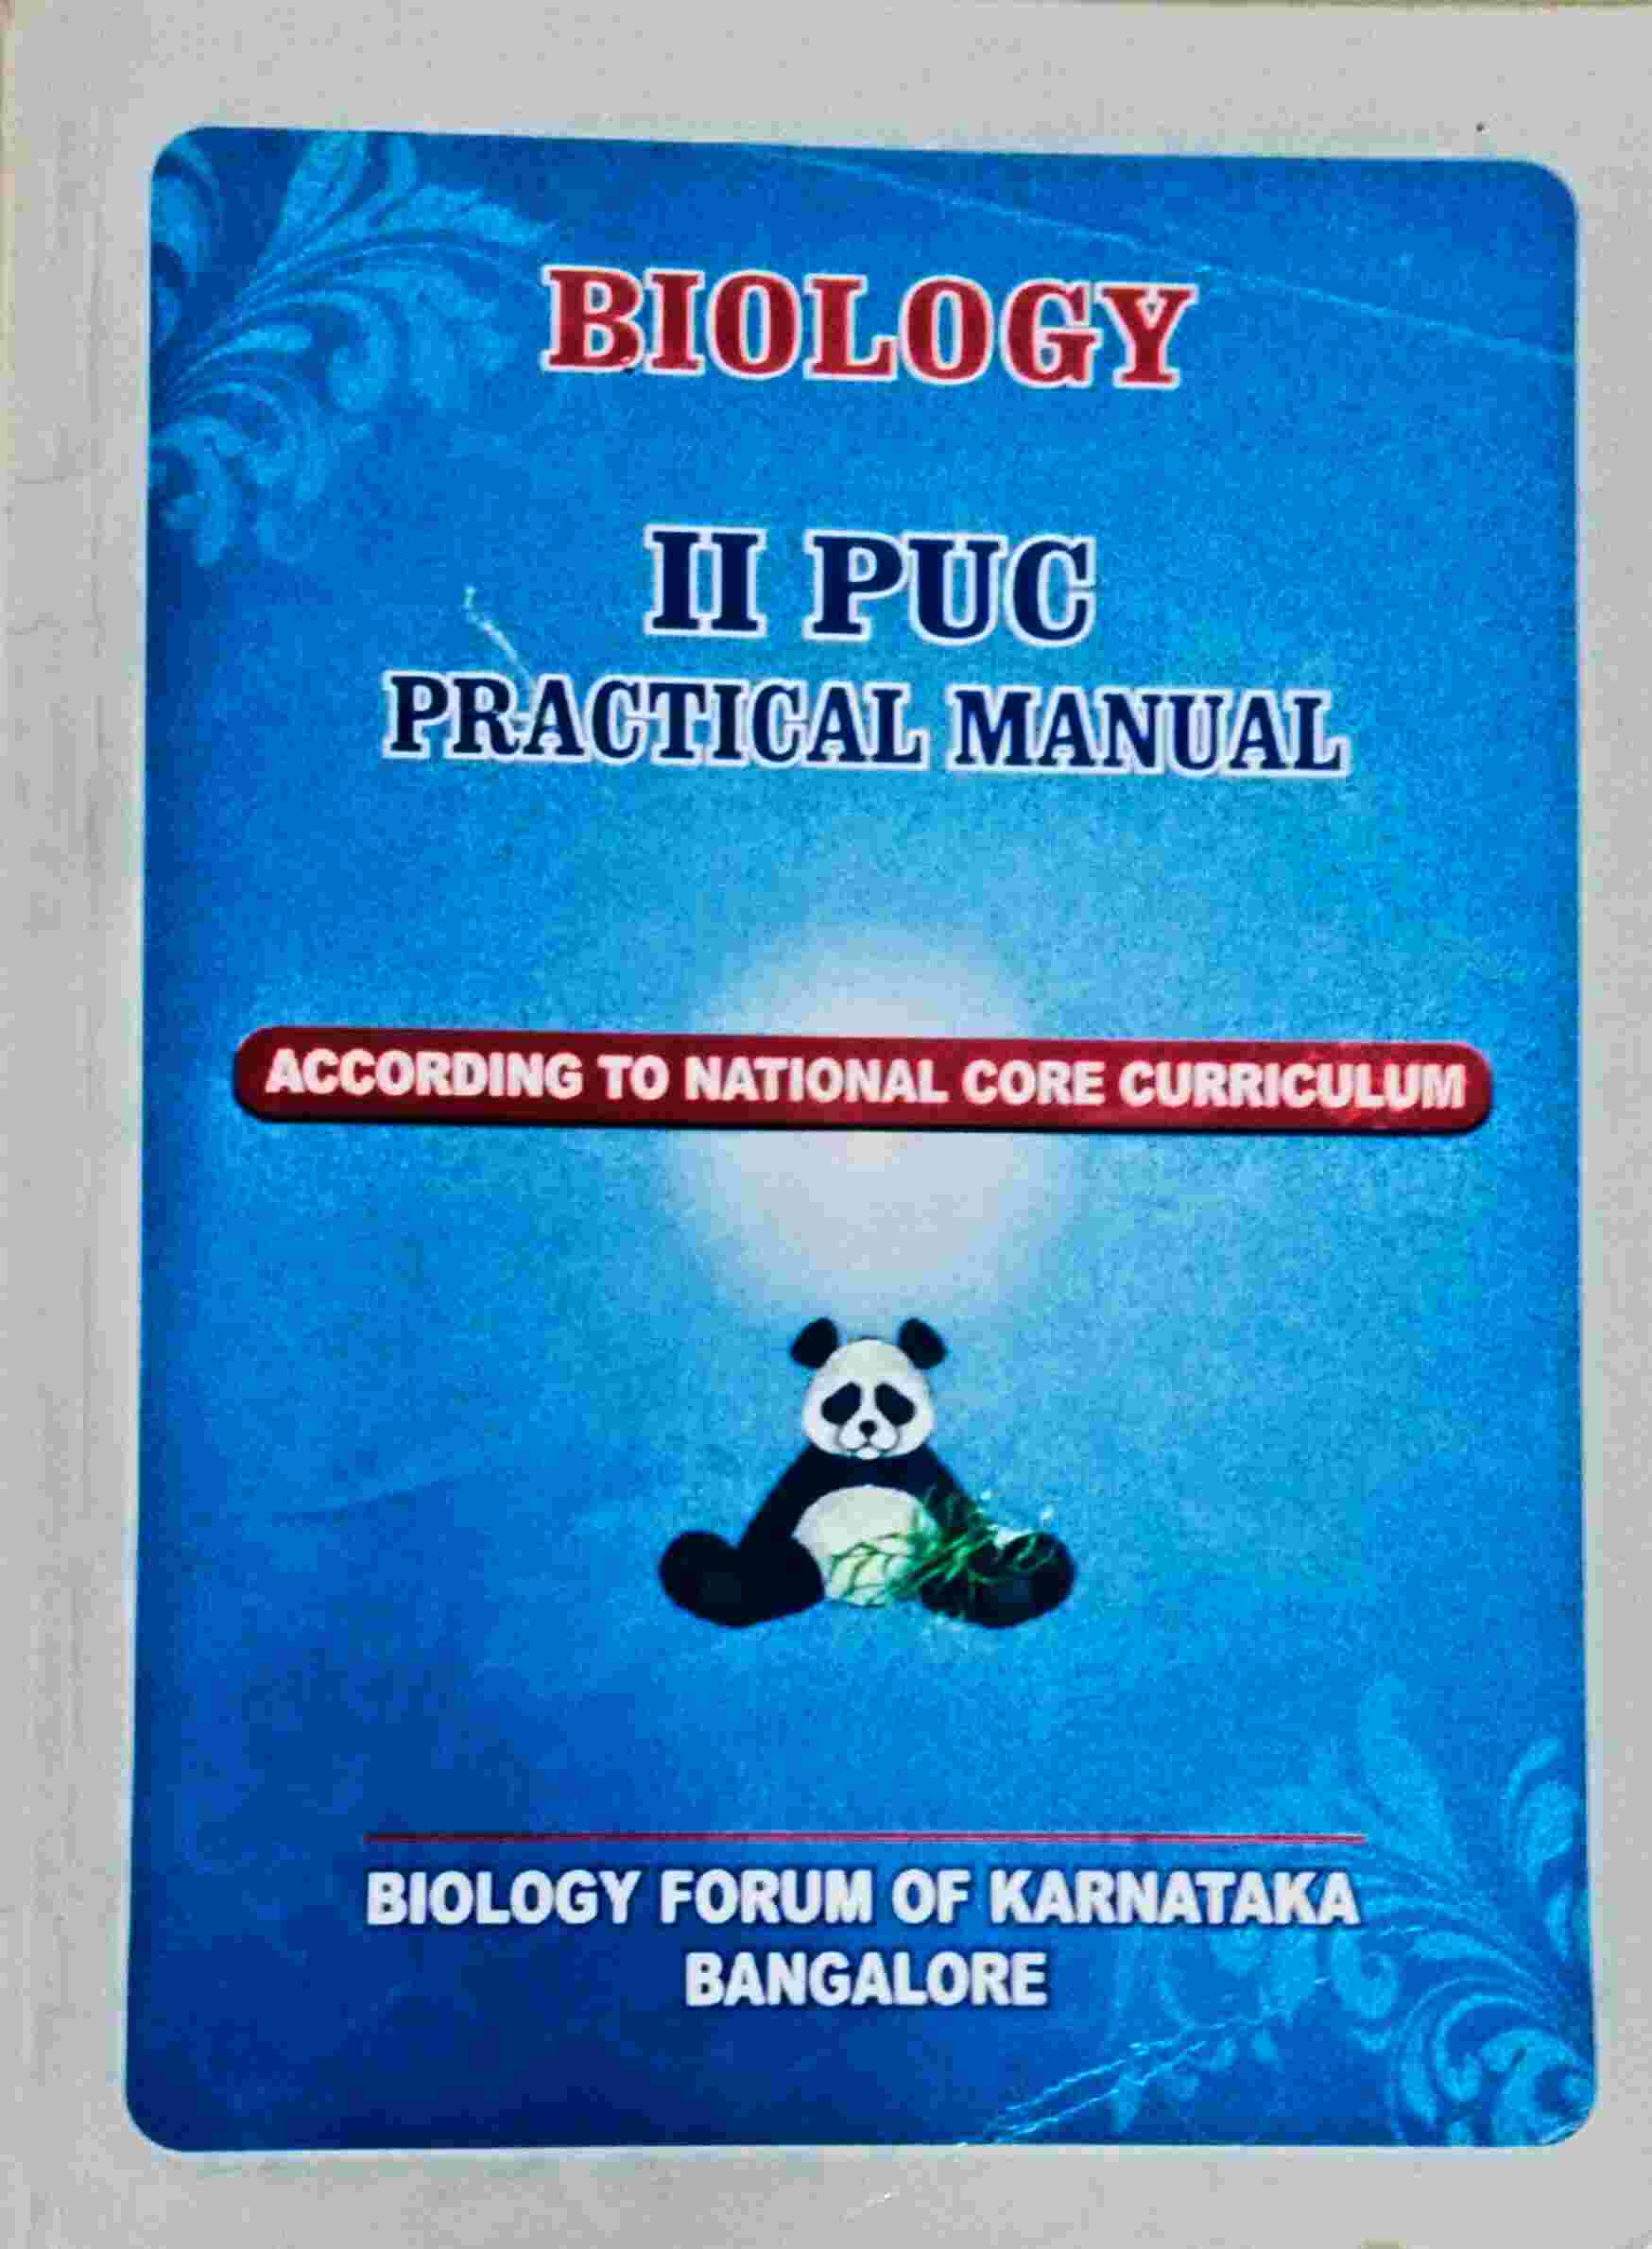 BIOLOGY
II PUC
PRACTICAL MANUAL
ACCORDING TO NATIONAL CORE CURRICULUM
BIOLOGY FORUM OF KARNATAKA
BANGALORE